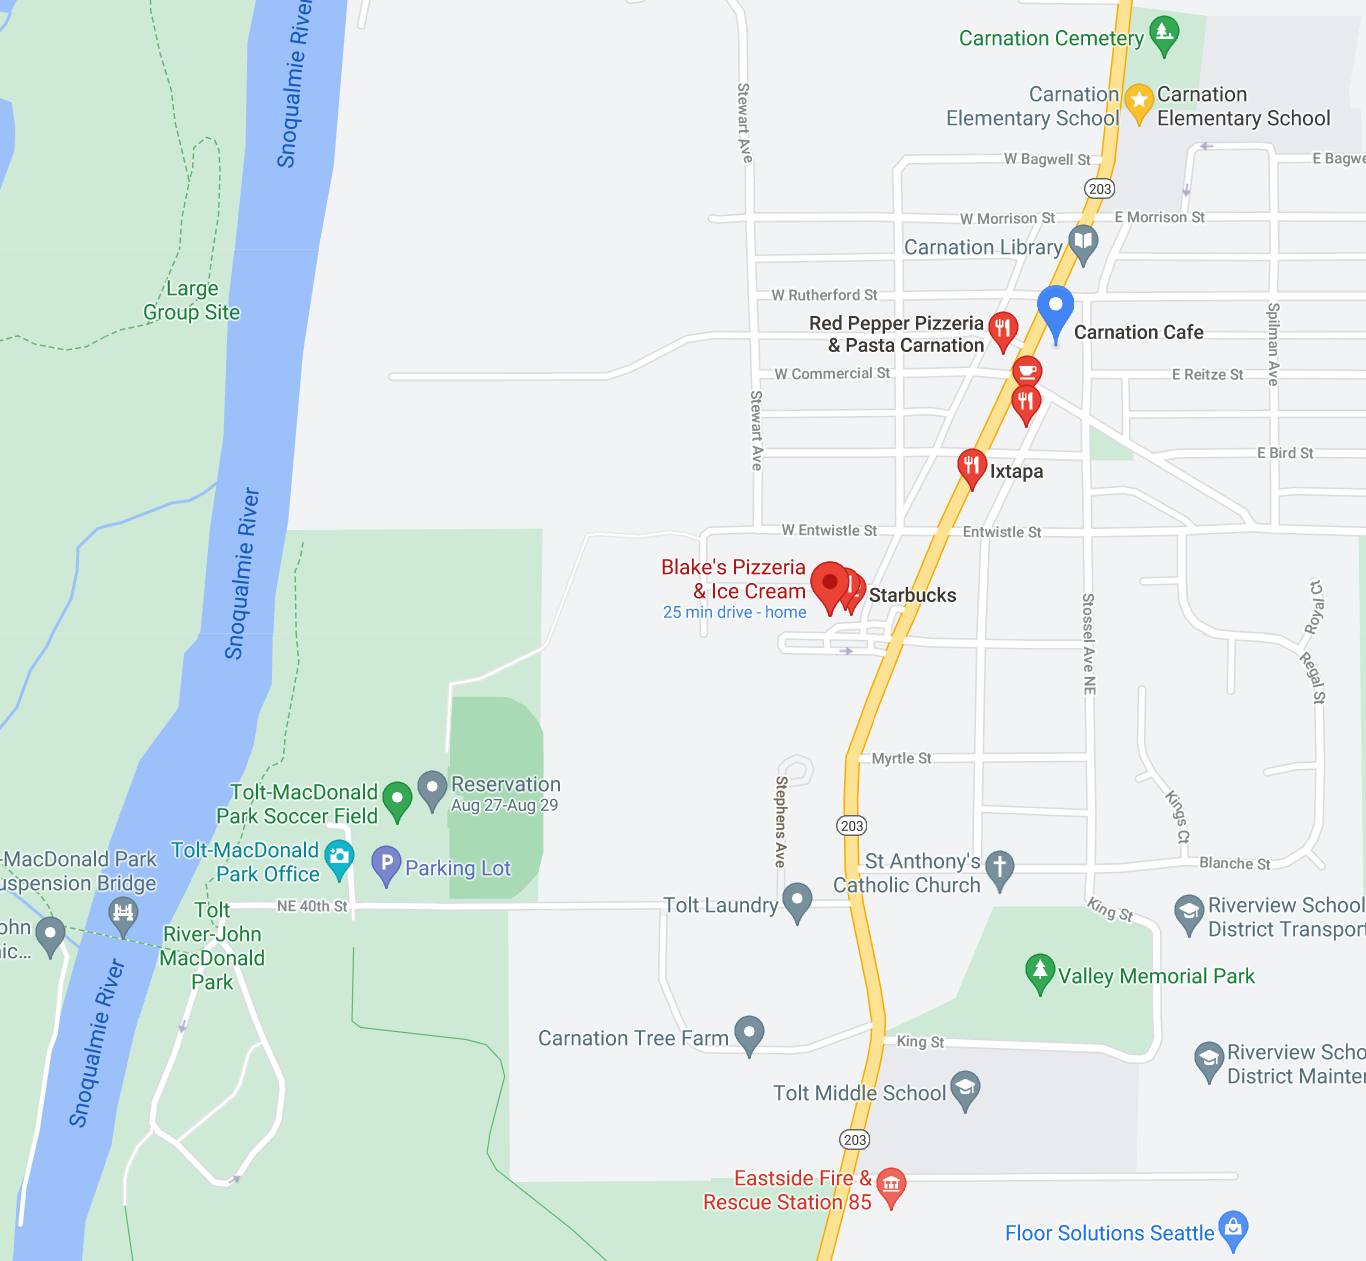 Snoqualmie River
Carnation Cemetery
Carnation
Elementary School
Carnation
Elementary School
Stewart Ave
W Bagwell St
E Bagwe
203
W Morrison St
E Morrison St
Carnation Library
Large
Group Site
W Rutherford St
Red Pepper Pizzeria
& Pasta Carnation
Carnation Cafe
Spilman Ave
W Commercial St
E Reitze St
Stewart Ave
E Bird St
Ixtapa
Snoqualmie River
W Entwistle St
Entwistle St
Blake's Pizzeria
& Ice Cream
25 min drive - home
Starbucks
Stossel Ave NE
Royal Ct
Regal St
Myrtle St
Stephens Ave
Reservation
Aug 27-Aug 29
Tolt-MacDonald
Park Soccer Field
Kings Ct
203
Tolt-MacDonald
Park Office
P
Parking Lot
-MacDonald Park
uspension Bridge
St Anthony's
Catholic Church
Blanche St
NE 40th St
Tolt Laundry
King St
Riverview School
District Transport
Tolt
River-John
MacDonald
Park
ohn
ic...
Valley Memorial Park
Snoqualmie River
Carnation Tree Farm
King St
Riverview Scho
District Mainter
Tolt Middle School
203
Eastside Fire &
Rescue Station 85
Floor Solutions Seattle